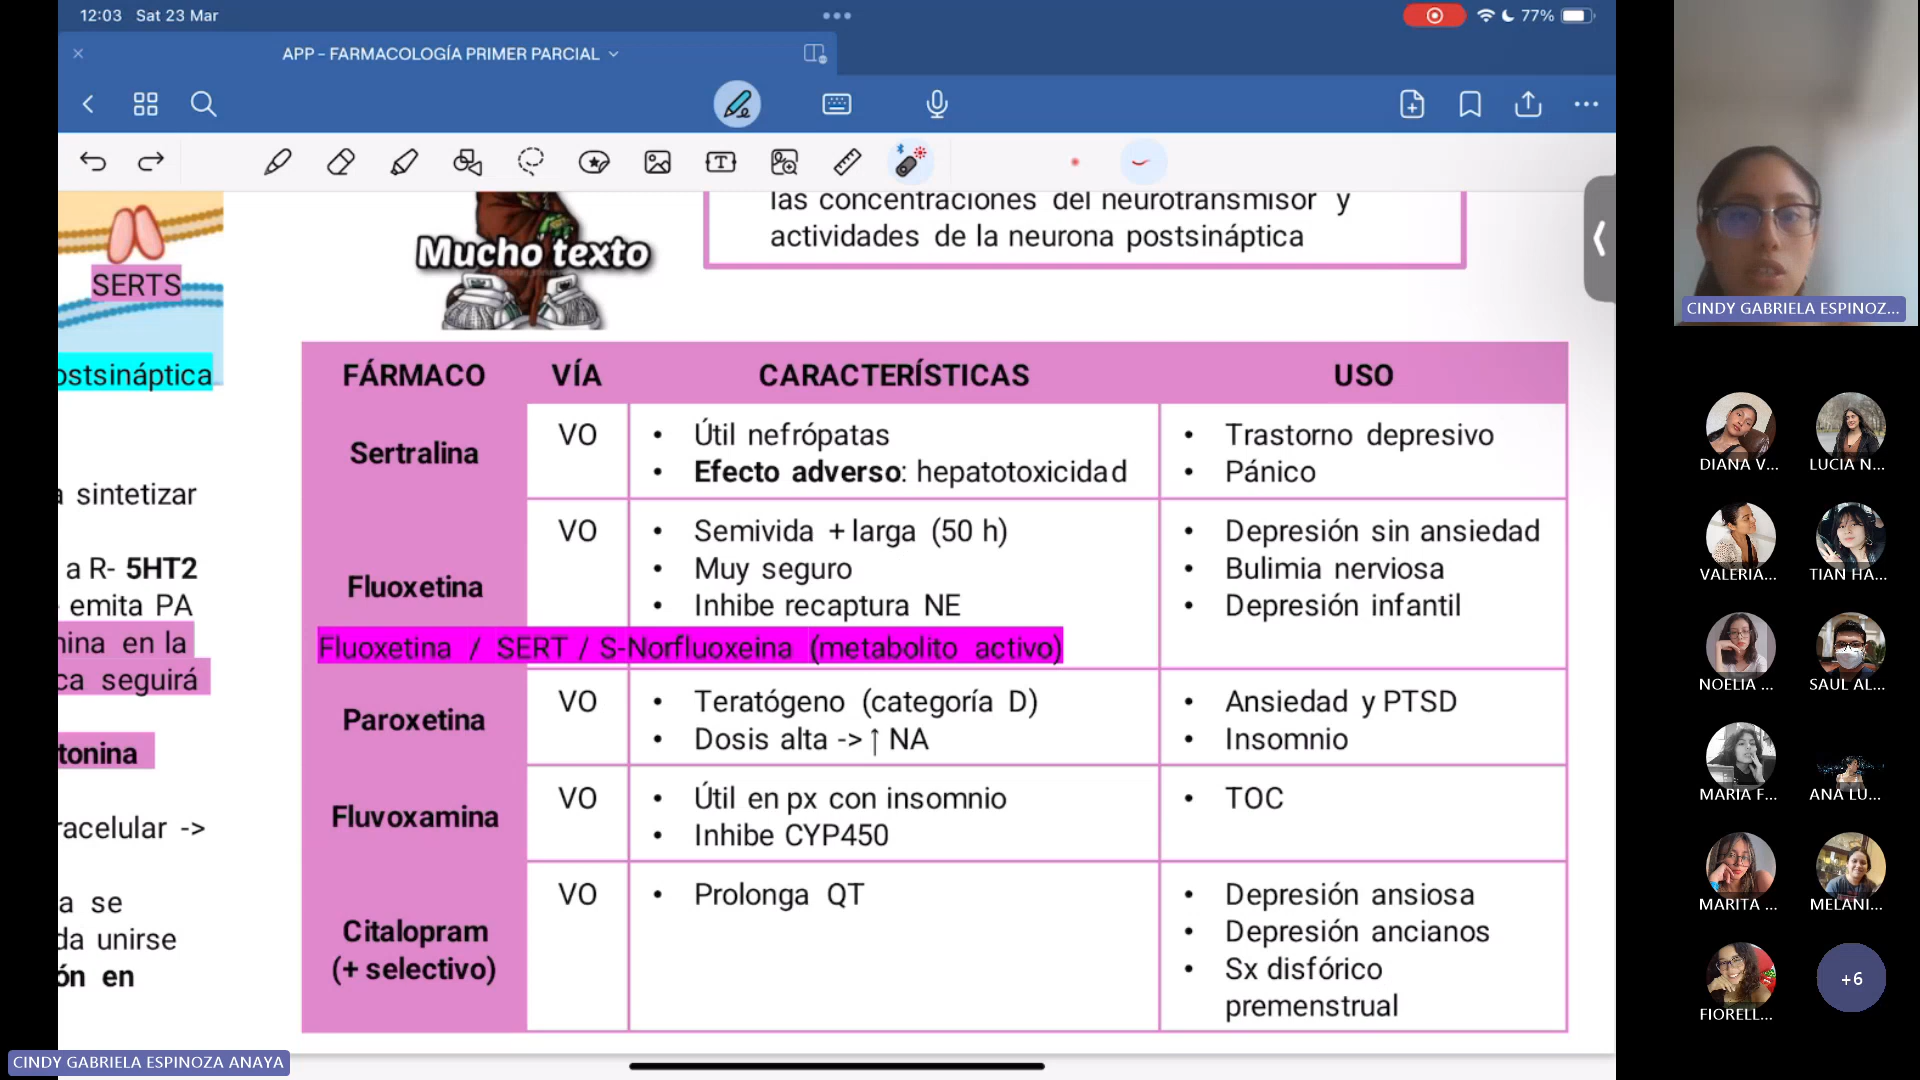 12:03 Sat 23 Mar
77%
APP - FARMACOLOGÍA PRIMER PARCIAL
Mucho texto
las concentraciones del neurotransmisor y
actividades de la neurona postsináptica
SERTS
ostsináptica
a sintetizar
a R- 5HT2
emita PA
nina en la
ca seguirá
tonina
racelular ->
a se
da unirse
ón en
FÁRMACO VÍA CARACTERÍSTICAS USO
Sertralina VO
• Útil nefrópatas
• Efecto adverso: hepatotoxicidad
• Trastorno depresivo
• Pánico
Fluoxetina VO
• Semivida + larga (50 h)
• Muy seguro
• Inhibe recaptura NE
• Depresión sin ansiedad
• Bulimia nerviosa
• Depresión infantil
Fluoxetina / SERT / S-Norfluoxeina (metabolito activo)
Paroxetina VO
• Teratógeno (categoría D)
• Dosis alta -> ↑ NA
• Ansiedad y PTSD
• Insomnio
Fluvoxamina VO
• Útil en px con insomnio
• Inhibe CYP450
• TOC
Citalopram
(+ selectivo)
VO
• Prolonga QT
• Depresión ansiosa
• Depresión ancianos
• Sx disfórico
premenstrual
CINDY GABRIELA ESPINOZA ANAYA
CINDY GABRIELA ESPINOZ...
DIANA V...
LUCIA N...
VALERIA...
TIAN HA...
NOELIA ...
SAUL AL...
MARIA F...
ANA LU...
MARITA ...
MELANI...
FIORELL...
+6